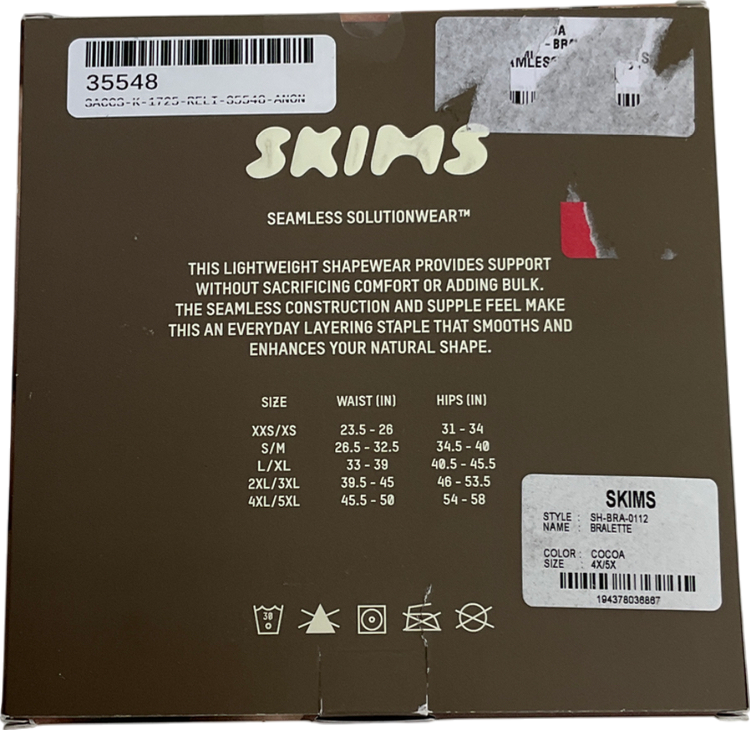 35548
SKIMS
SEAMLESS SOLUTIONWEAR™
THIS LIGHTWEIGHT SHAPEWEAR PROVIDES SUPPORT
WITHOUT SACRIFICING COMFORT OR ADDING BULK.
THE SEAMLESS CONSTRUCTION AND SUPPLE FEEL MAKE
THIS AN EVERYDAY LAYERING STAPLE THAT SMOOTHS AND
ENHANCES YOUR NATURAL SHAPE.
SIZE WAIST (IN) HIPS (IN)
XXS/XS 23.5 - 26 31 - 34
S/M 26.5 - 32.5 34.5 - 40
L/XL 33 - 39 40.5 - 45.5
2XL/3XL 39.5 - 45 46 - 53.5
4XL/5XL 45.5 - 50 54 - 58
SKIMS
STYLE : SH-BRA-0112
NAME : BRALETTE
COLOR : COCOA
SIZE : 4X/5X
194378036867
30